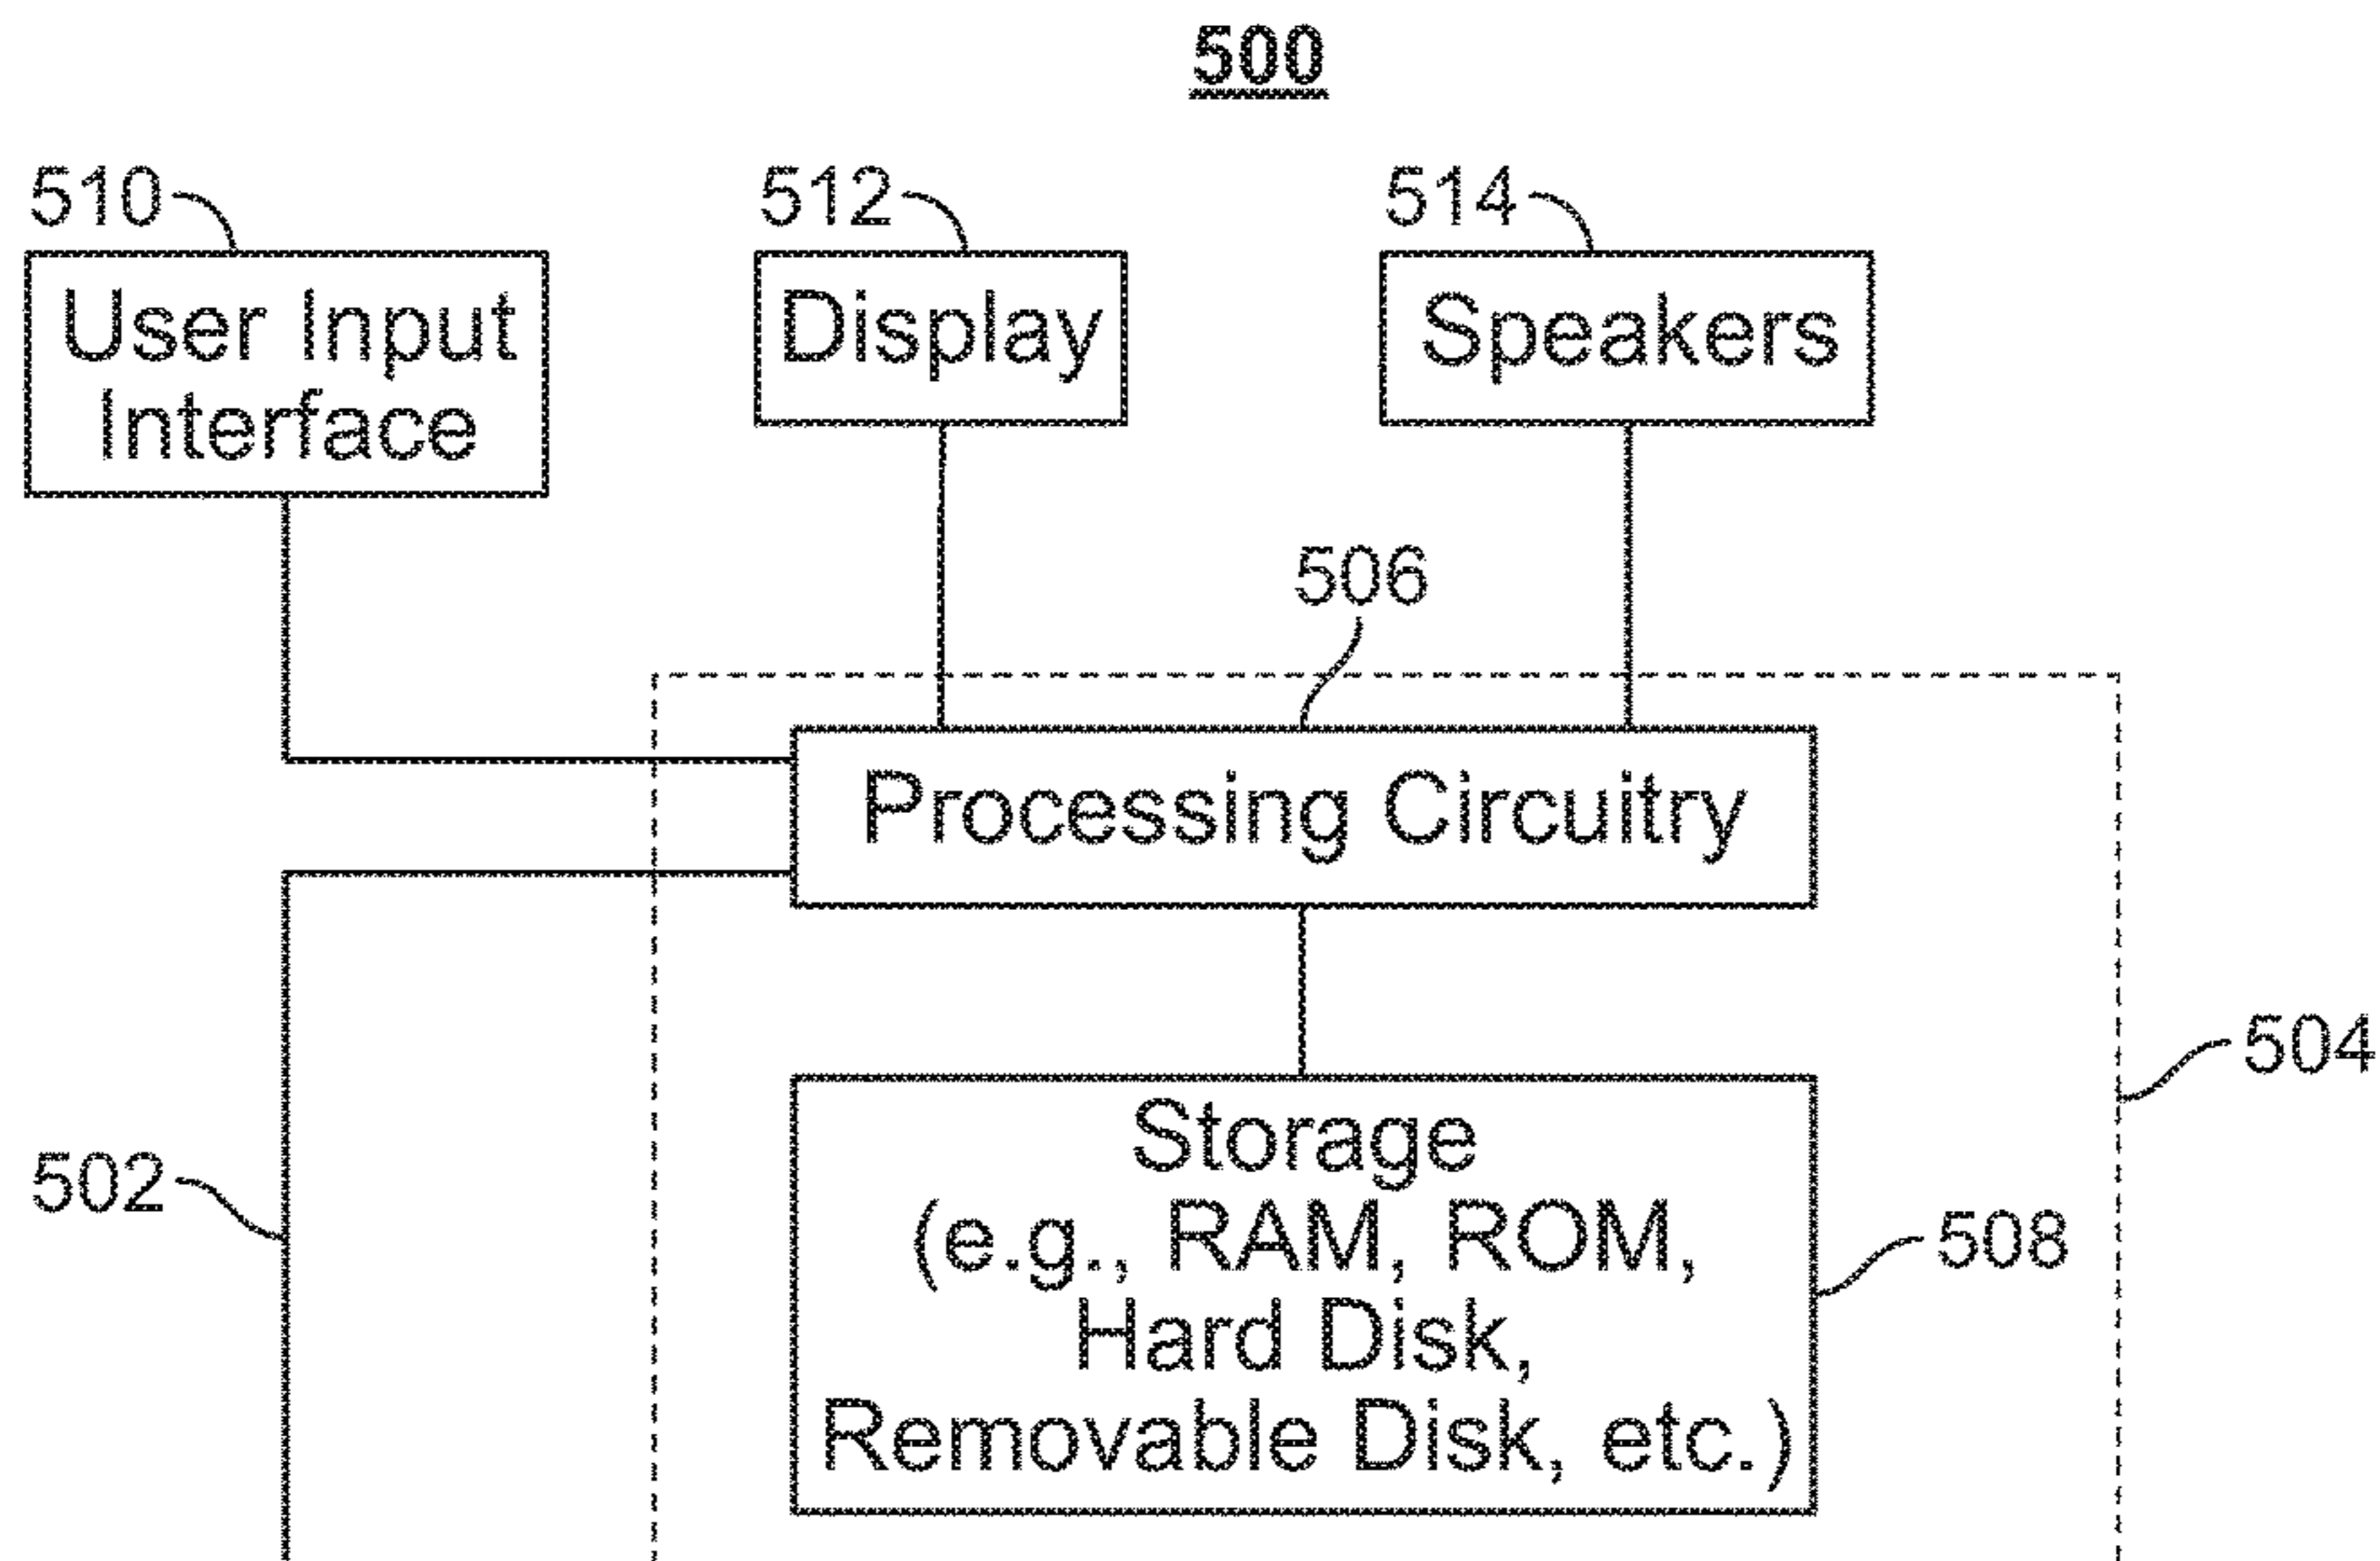 500
510
512
514
User Input
Interface
Display
Speakers
506
Processing Circuitry
504
502
Storage
(e.g., RAM, ROM,
Hard Disk,
Removable Disk, etc.)
508